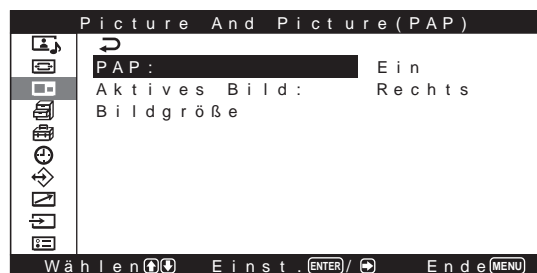 Picture And Picture(PAP)
PAP: Ein
Aktives Bild: Rechts
Bildgröße
Wählen Einst. ENTER / Ende MENU